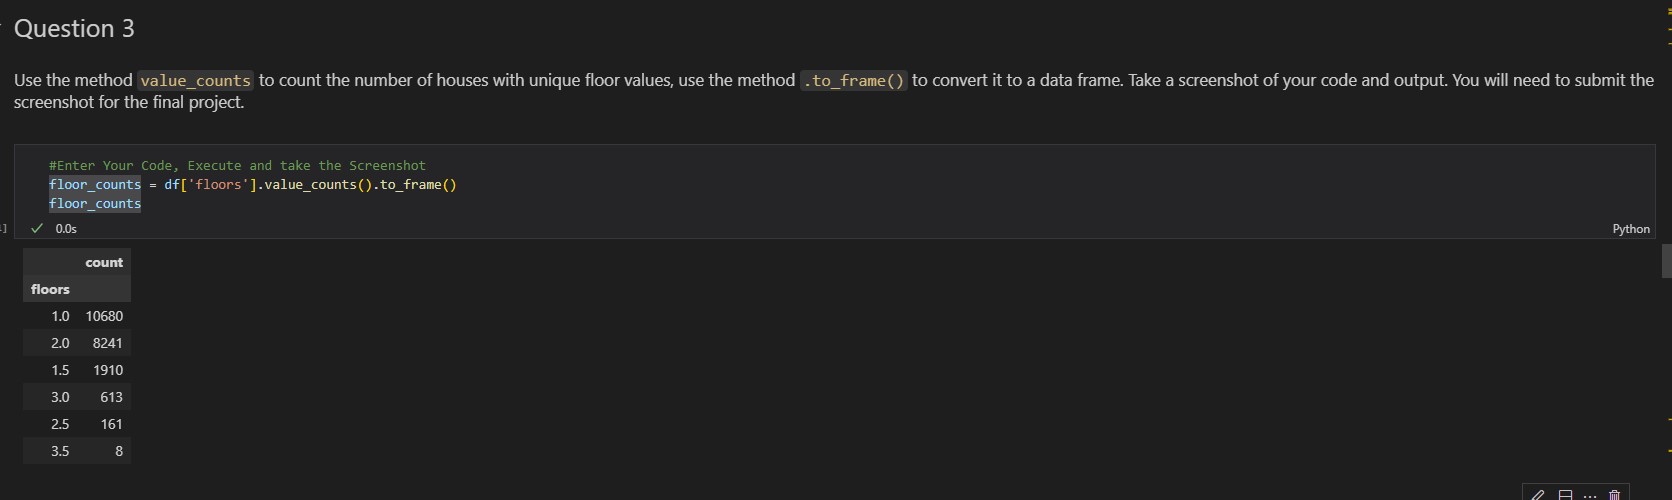 Question 3
Use the method value_counts to count the number of houses with unique floor values, use the method .to_frame() to convert it to a data frame. Take a screenshot of your code and output. You will need to submit the
screenshot for the final project.
#Enter Your Code, Execute and take the Screenshot
floor_counts = df['floors'].value_counts().to_frame()
floor_counts
0.0s
Python
count
floors
1.0 10680
2.0 8241
1.5 1910
3.0 613
2.5 161
3.5 8